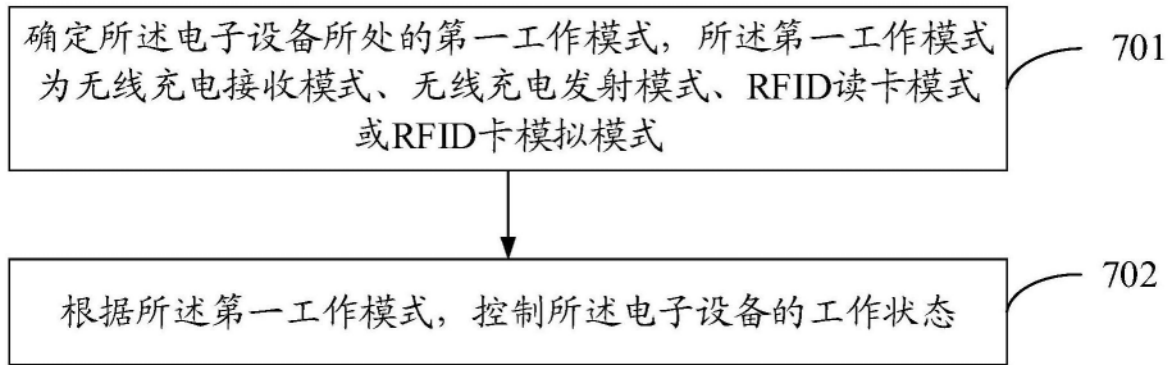 确定所述电子设备所处的第一工作模式，所述第一工作模式
为无线充电接收模式、无线充电发射模式、RFID读卡模式
或RFID卡模拟模式
701
根据所述第一工作模式，控制所述电子设备的工作状态
702